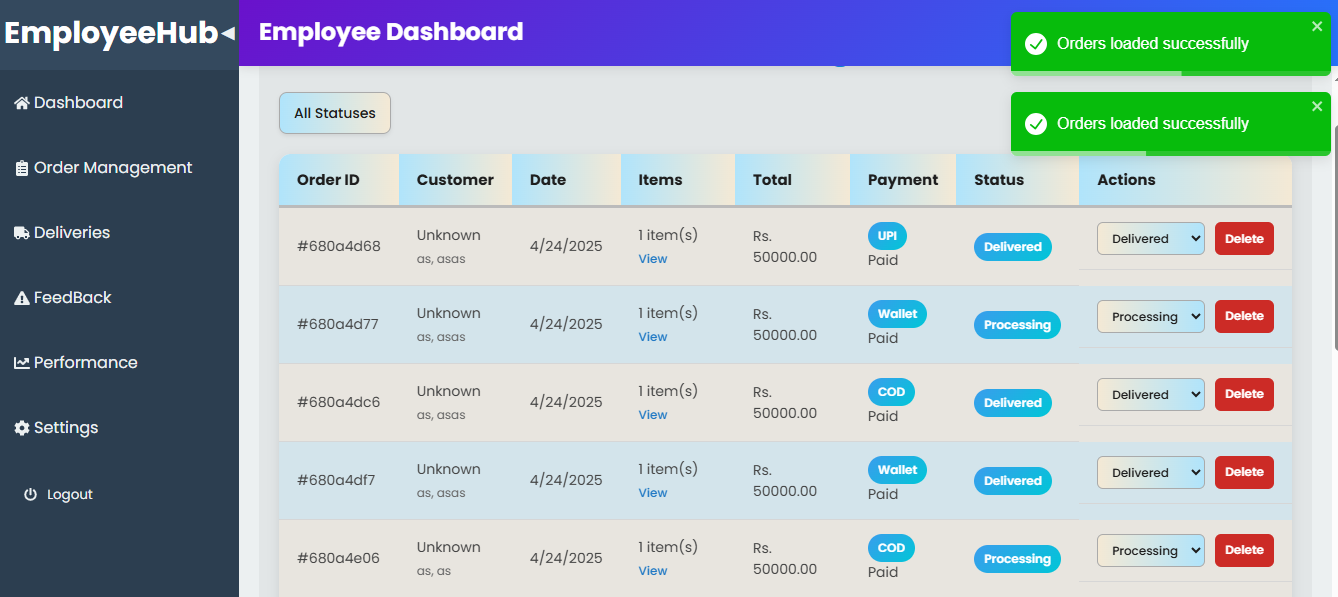 EmployeeHub
Employee Dashboard
Orders loaded successfully
Orders loaded successfully
Dashboard
Order Management
Deliveries
FeedBack
Performance
Settings
Logout
All Statuses
Order ID Customer Date Items Total Payment Status Actions
#680a4d68 Unknown as, asas 4/24/2025 1 item(s) View Rs. 50000.00 UPI Paid Delivered Delivered Delete
#680a4d77 Unknown as, asas 4/24/2025 1 item(s) View Rs. 50000.00 Wallet Paid Processing Processing Delete
#680a4dc6 Unknown as, asas 4/24/2025 1 item(s) View Rs. 50000.00 COD Paid Delivered Delivered Delete
#680a4df7 Unknown as, asas 4/24/2025 1 item(s) View Rs. 50000.00 Wallet Paid Delivered Delivered Delete
#680a4e06 Unknown as, as 4/24/2025 1 item(s) View Rs. 50000.00 COD Paid Processing Processing Delete